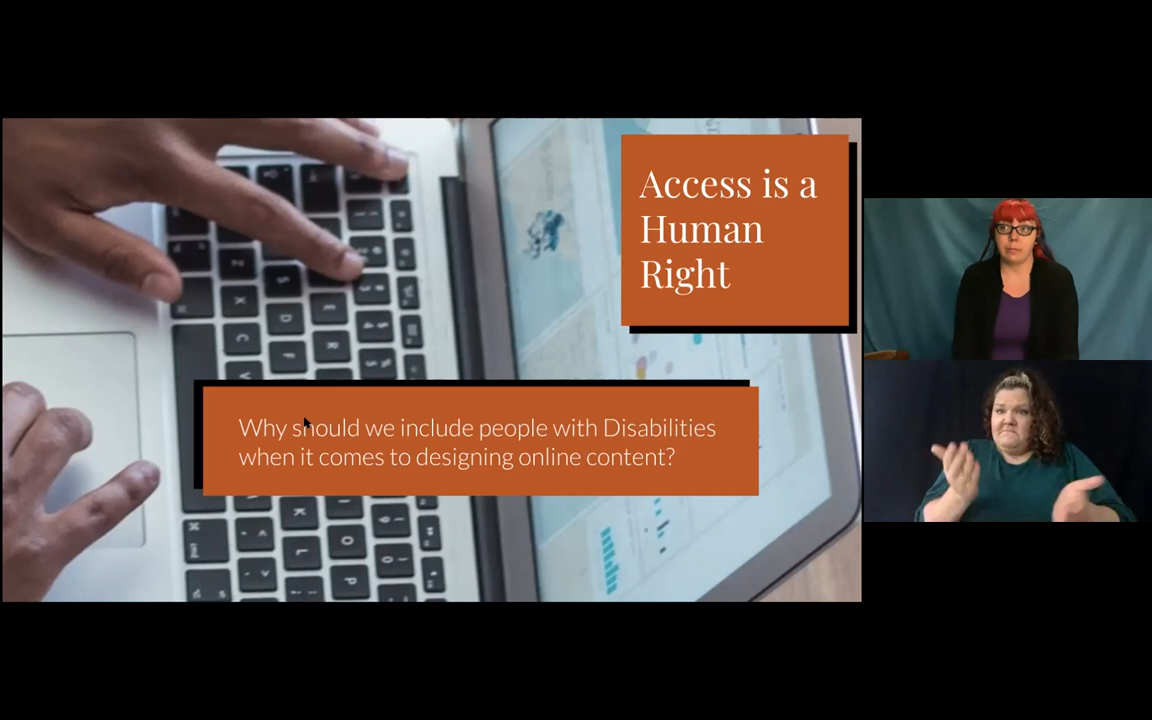 Access is a
Human
Right
Why should we include people with Disabilities
when it comes to designing online content?